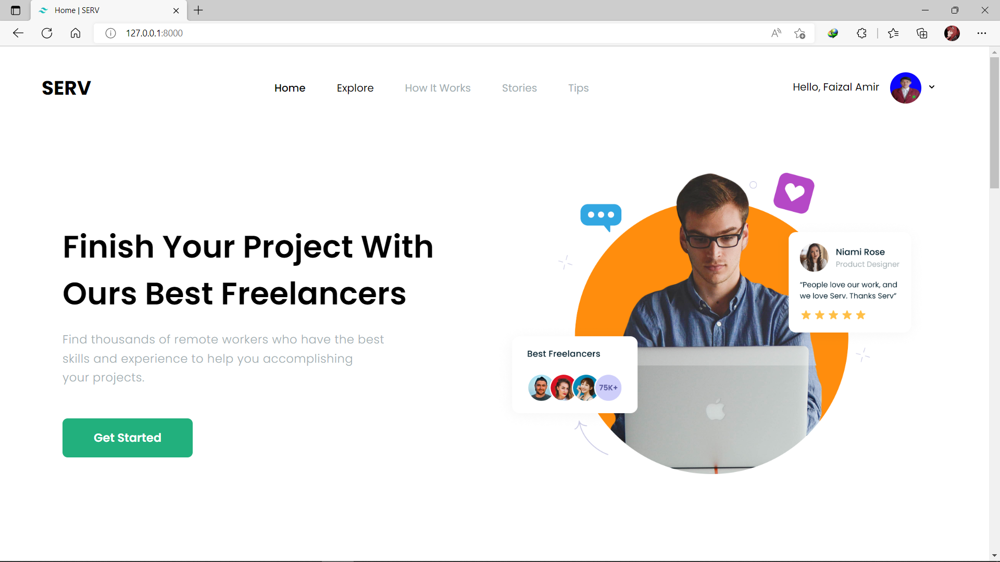 Home | SERV
127.0.0.1:8000
SERV
Home
Explore
How It Works
Stories
Tips
Hello, Faizal Amir
Finish Your Project With
Ours Best Freelancers
Find thousands of remote workers who have the best
skills and experience to help you accomplishing
your projects.
Get Started
Niami Rose
Product Designer
“People love our work, and
we love Serv. Thanks Serv”
Best Freelancers
75K+